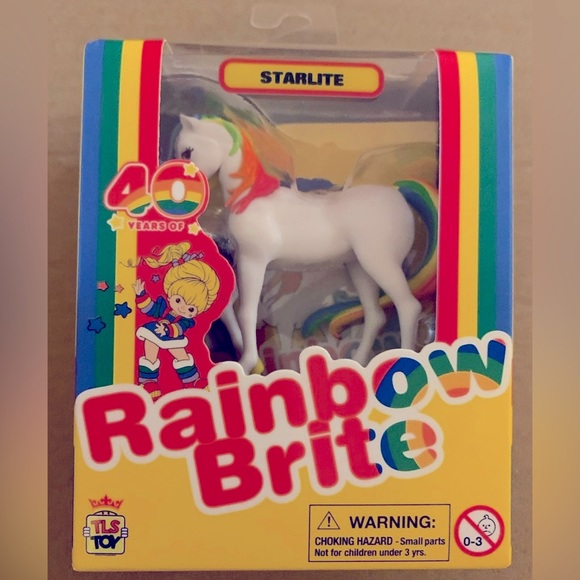 STARLITE
40
YEARS OF
Rainbow
Brite
TLS
TOY
WARNING:
CHOKING HAZARD - Small parts
Not for children under 3 yrs.
0-3